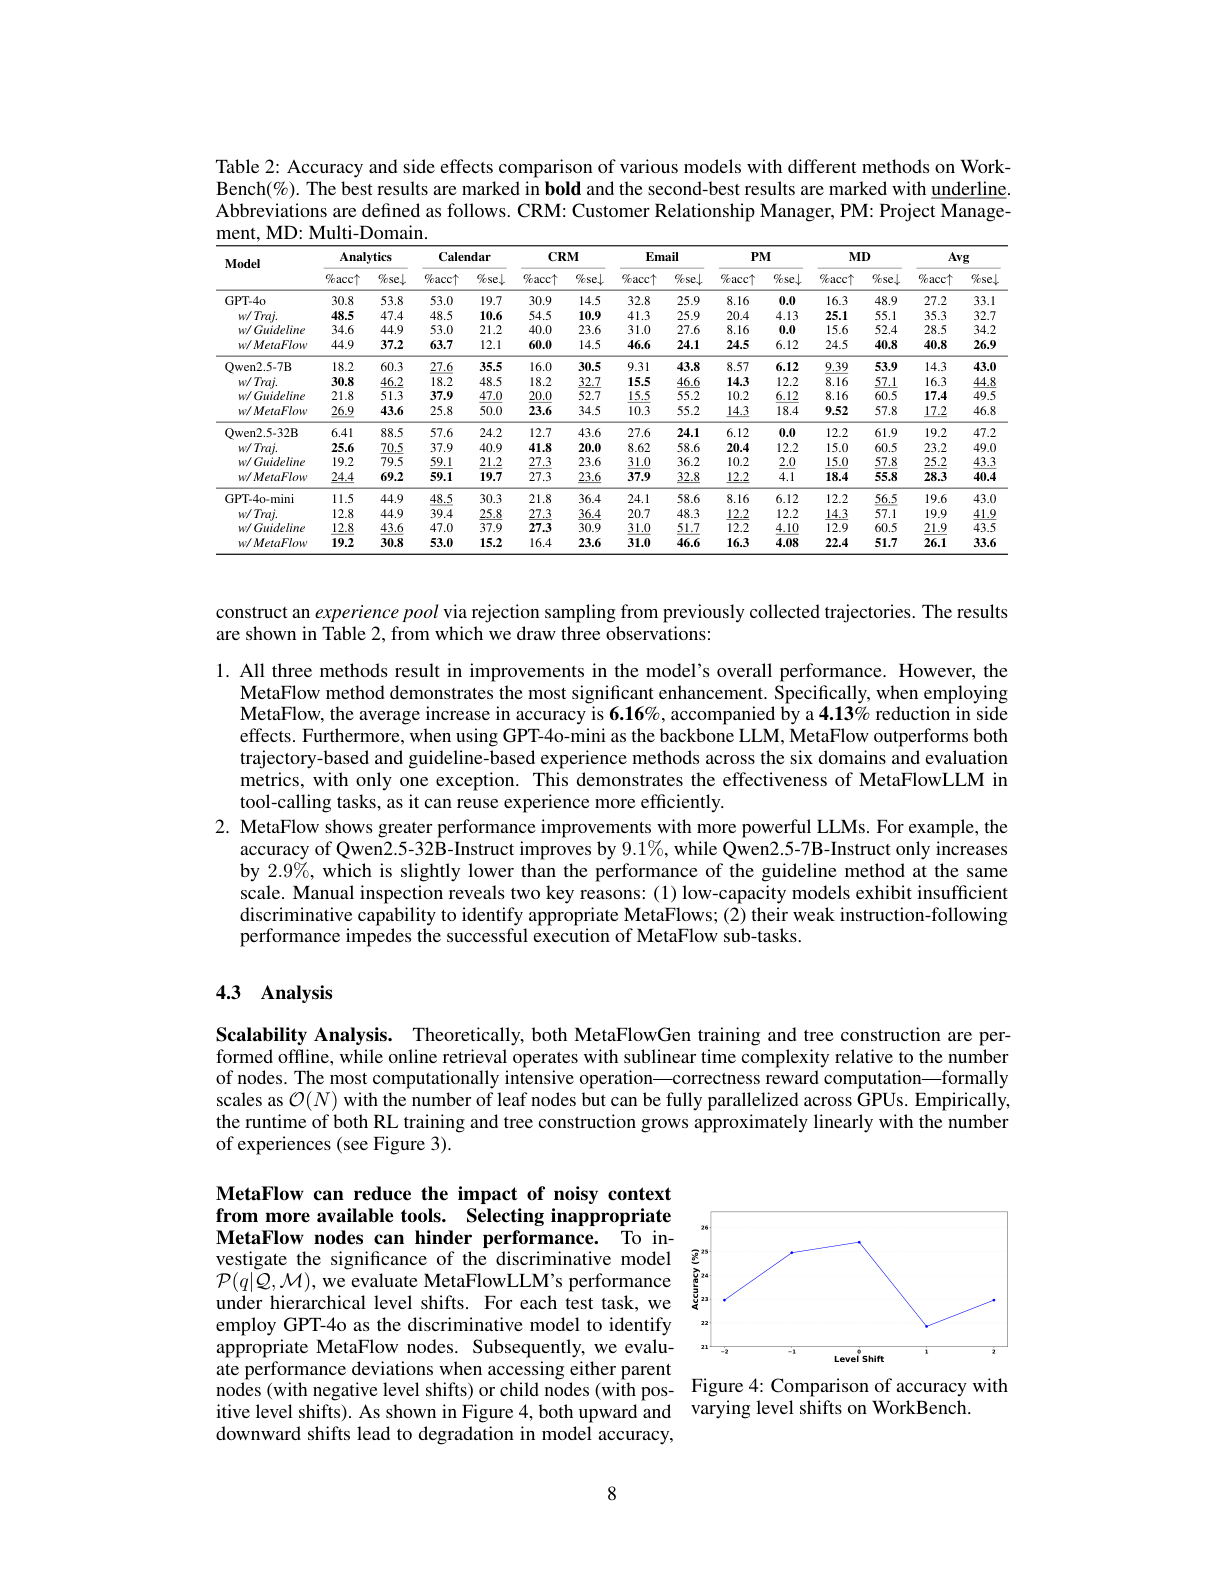 Table 2: Accuracy and side effects comparison of various models with different methods on Work-
Bench(%). The best results are marked in bold and the second-best results are marked with underline.
Abbreviations are defined as follows. CRM: Customer Relationship Manager, PM: Project Manage-
ment, MD: Multi-Domain.
Model Analytics Calendar CRM Email PM MD Avg
%acc↑ %se↓ %acc↑ %se↓ %acc↑ %se↓ %acc↑ %se↓ %acc↑ %se↓ %acc↑ %se↓ %acc↑ %se↓
GPT-4o 30.8 53.8 53.0 19.7 30.9 14.5 32.8 25.9 8.16 0.0 16.3 48.9 27.2 33.1
w/ Traj. 48.5 47.4 48.5 10.6 54.5 10.9 41.3 25.9 20.4 4.13 25.1 55.1 35.3 32.7
w/ Guideline 34.6 44.9 53.0 21.2 40.0 23.6 31.0 27.6 8.16 0.0 15.6 52.4 28.5 34.2
w/ MetaFlow 44.9 37.2 63.7 12.1 60.0 14.5 46.6 24.1 24.5 6.12 24.5 40.8 40.8 26.9
Qwen2.5-7B 18.2 60.3 27.6 35.5 16.0 30.5 9.31 43.8 8.57 6.12 9.39 53.9 14.3 43.0
w/ Traj. 30.8 46.2 18.2 48.5 18.2 32.7 15.5 46.6 14.3 12.2 8.16 57.1 16.3 44.8
w/ Guideline 21.8 51.3 37.9 47.0 20.0 52.7 15.5 55.2 10.2 6.12 8.16 60.5 17.4 49.5
w/ MetaFlow 26.9 43.6 25.8 50.0 23.6 34.5 10.3 55.2 14.3 18.4 9.52 57.8 17.2 46.8
Qwen2.5-32B 6.41 88.5 57.6 24.2 12.7 43.6 27.6 24.1 6.12 0.0 12.2 61.9 19.2 47.2
w/ Traj. 25.6 70.5 37.9 40.9 41.8 20.0 8.62 58.6 20.4 12.2 15.0 60.5 23.2 49.0
w/ Guideline 19.2 79.5 59.1 21.2 27.3 23.6 31.0 36.2 10.2 2.0 15.0 57.8 25.2 43.3
w/ MetaFlow 24.4 69.2 59.1 19.7 27.3 23.6 37.9 32.8 12.2 4.1 18.4 55.8 28.3 40.4
GPT-4o-mini 11.5 44.9 48.5 30.3 21.8 36.4 24.1 58.6 8.16 6.12 12.2 56.5 19.6 43.0
w/ Traj. 12.8 44.9 39.4 25.8 27.3 36.4 20.7 48.3 12.2 12.2 14.3 57.1 19.9 41.9
w/ Guideline 12.8 43.6 47.0 37.9 27.3 30.9 31.0 51.7 12.2 4.10 12.9 60.5 21.9 43.5
w/ MetaFlow 19.2 30.8 53.0 15.2 16.4 23.6 31.0 46.6 16.3 4.08 22.4 51.7 26.1 33.6
construct an experience pool via rejection sampling from previously collected trajectories. The results
are shown in Table 2, from which we draw three observations:
1. All three methods result in improvements in the model's overall performance. However, the
MetaFlow method demonstrates the most significant enhancement. Specifically, when employing
MetaFlow, the average increase in accuracy is 6.16%, accompanied by a 4.13% reduction in side
effects. Furthermore, when using GPT-4o-mini as the backbone LLM, MetaFlow outperforms both
trajectory-based and guideline-based experience methods across the six domains and evaluation
metrics, with only one exception. This demonstrates the effectiveness of MetaFlowLLM in
tool-calling tasks, as it can reuse experience more efficiently.
2. MetaFlow shows greater performance improvements with more powerful LLMs. For example, the
accuracy of Qwen2.5-32B-Instruct improves by 9.1%, while Qwen2.5-7B-Instruct only increases
by 2.9%, which is slightly lower than the performance of the guideline method at the same
scale. Manual inspection reveals two key reasons: (1) low-capacity models exhibit insufficient
discriminative capability to identify appropriate MetaFlows; (2) their weak instruction-following
performance impedes the successful execution of MetaFlow sub-tasks.
4.3 Analysis
Scalability Analysis. Theoretically, both MetaFlowGen training and tree construction are per-
formed offline, while online retrieval operates with sublinear time complexity relative to the number
of nodes. The most computationally intensive operation—correctness reward computation—formally
scales as O(N) with the number of leaf nodes but can be fully parallelized across GPUs. Empirically,
the runtime of both RL training and tree construction grows approximately linearly with the number
of experiences (see Figure 3).
MetaFlow can reduce the impact of noisy context
from more available tools. Selecting inappropriate
MetaFlow nodes can hinder performance. To in-
vestigate the significance of the discriminative model
P(q|Q, M), we evaluate MetaFlowLLM's performance
under hierarchical level shifts. For each test task, we
employ GPT-4o as the discriminative model to identify
appropriate MetaFlow nodes. Subsequently, we evalu-
ate performance deviations when accessing either parent
nodes (with negative level shifts) or child nodes (with pos-
itive level shifts). As shown in Figure 4, both upward and
downward shifts lead to degradation in model accuracy,
Accuracy (%)
26
25
24
23
22
21
−2 −1 0 1 2
Level Shift
Figure 4: Comparison of accuracy with
varying level shifts on WorkBench.
8